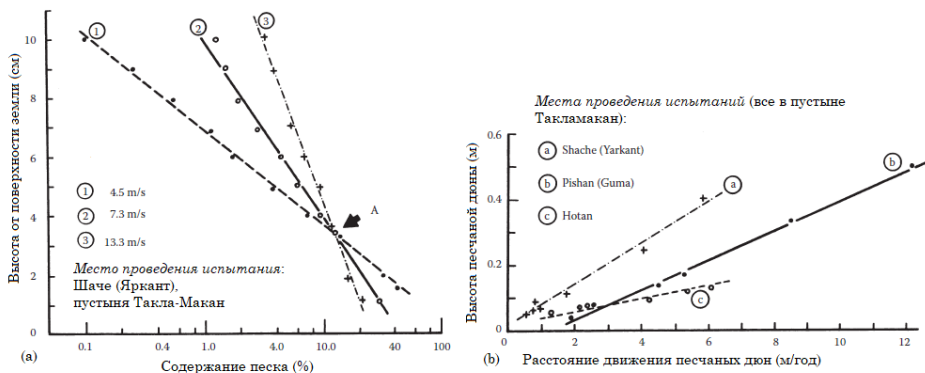 (a)
Высота от поверхности земли (см)
10
8
6
4
2
0
1
2
3
A
1 4.5 m/s
2 7.3 m/s
3 13.3 m/s
Место проведения испытания:
Шаче (Яркант),
пустыня Такла-Макан
0.1
1.0
4.0
10.0
40
100
Содержание песка (%)
(b)
Места проведения испытаний (все в пустыне
Такламакан):
a Shache (Yarkant)
b Pishan (Guma)
c Hotan
Высота песчаной дюны (м)
0.6
0.4
0.2
0
a
b
c
0
2
4
6
8
10
12
Расстояние движения песчаных дюн (м/год)